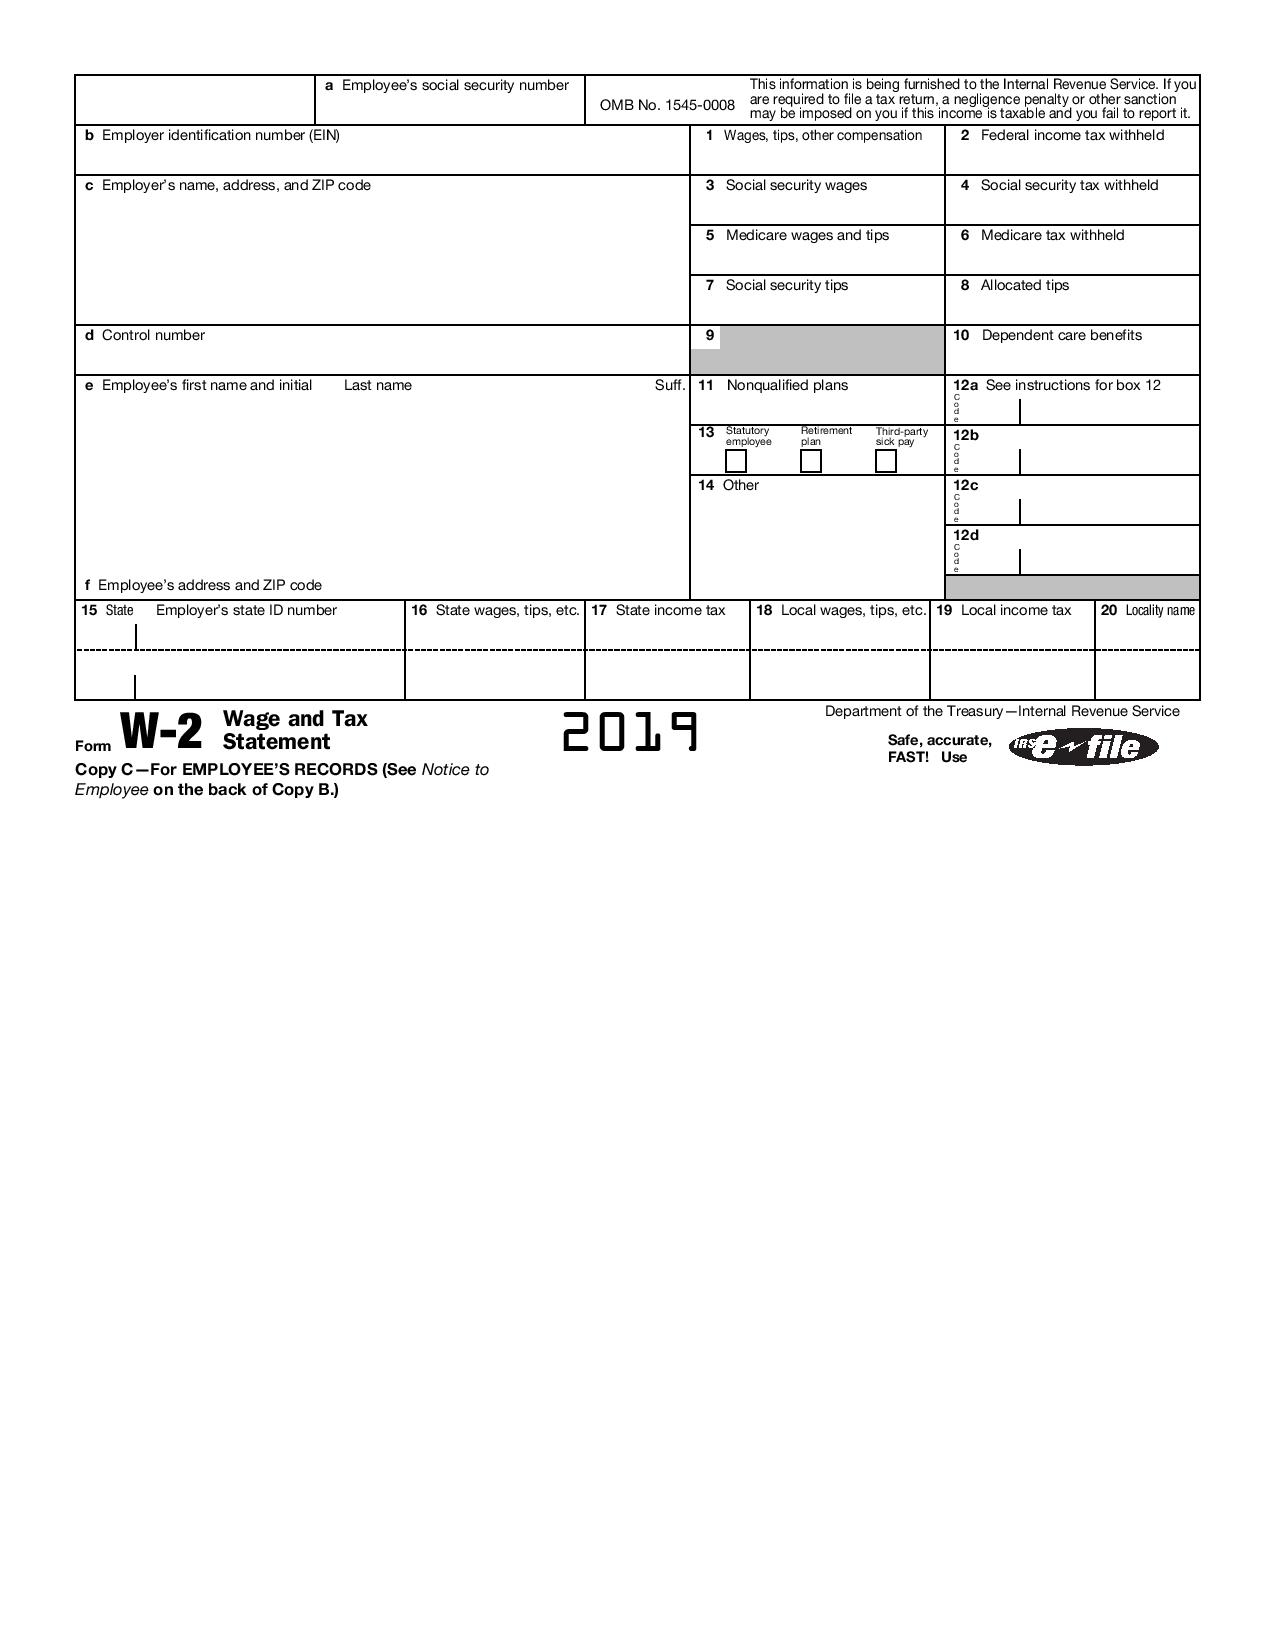 a Employee's social security number
OMB No. 1545-0008
This information is being furnished to the Internal Revenue Service. If you
are required to file a tax return, a negligence penalty or other sanction
may be imposed on you if this income is taxable and you fail to report it.
b Employer identification number (EIN)
1 Wages, tips, other compensation
2 Federal income tax withheld
c Employer's name, address, and ZIP code
3 Social security wages
4 Social security tax withheld
5 Medicare wages and tips
6 Medicare tax withheld
7 Social security tips
8 Allocated tips
d Control number
9
10 Dependent care benefits
e Employee's first name and initial
Last name
Suff.
11 Nonqualified plans
12a See instructions for box 12
Code
13 Statutory employee
Retirement plan
Third-party sick pay
12b
Code
14 Other
12c
Code
12d
Code
f Employee's address and ZIP code
15 State
Employer's state ID number
16 State wages, tips, etc.
17 State income tax
18 Local wages, tips, etc.
19 Local income tax
20 Locality name
Form W-2 Wage and Tax Statement
2019
Department of the Treasury—Internal Revenue Service
Safe, accurate,
FAST! Use
IRS e file
Copy C—For EMPLOYEE'S RECORDS (See Notice to
Employee on the back of Copy B.)